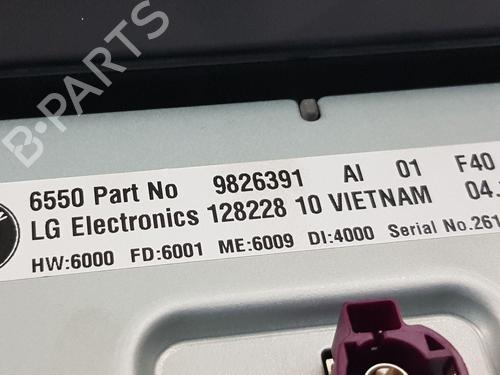 B-PARTS
6550 Part No 9826391 AI 01 F40
LG Electronics 128228 10 VIETNAM 04.
HW:6000 FD:6001 ME:6009 DI:4000 Serial No.261